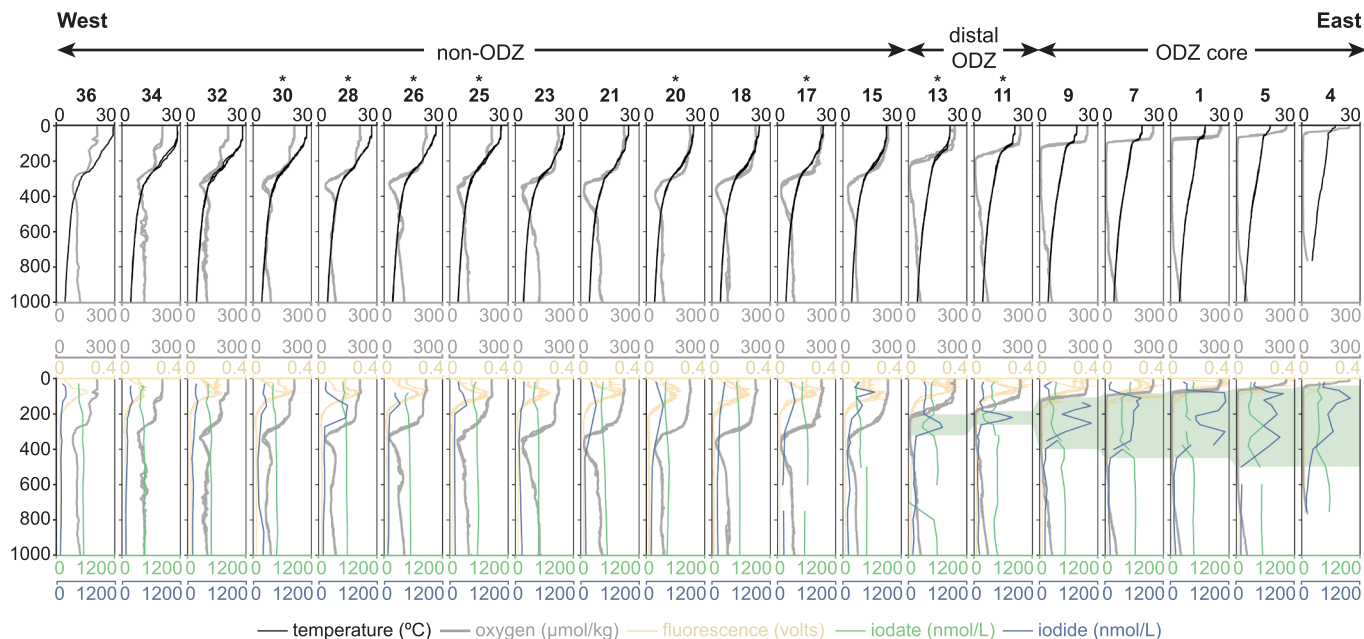 West East
distal
non-ODZ ODZ ODZ core
* * * * * * * *
36 34 32 30 28 26 25 23 21 20 18 17 15 13 11 9 7 1 5 4
0 30 0 30 0 30 0 30 0 30 0 30 0 30 0 30 0 30 0 30 0 30 0 30 0 30 0 30 0 30 0 30 0 30 0 30 0 30 0 30
0
200
400
600
800
1000
0 300 0 300 0 300 0 300 0 300 0 300 0 300 0 300 0 300 0 300 0 300 0 300 0 300 0 300 0 300 0 300 0 300 0 300 0 300 0 300
0 300 0 300 0 300 0 300 0 300 0 300 0 300 0 300 0 300 0 300 0 300 0 300 0 300 0 300 0 300 0 300 0 300 0 300 0 300 0 300
0 0.4 0 0.4 0 0.4 0 0.4 0 0.4 0 0.4 0 0.4 0 0.4 0 0.4 0 0.4 0 0.4 0 0.4 0 0.4 0 0.4 0 0.4 0 0.4 0 0.4 0 0.4 0 0.4 0 0.4
0
200
400
600
800
1000
0 1200 0 1200 0 1200 0 1200 0 1200 0 1200 0 1200 0 1200 0 1200 0 1200 0 1200 0 1200 0 1200 0 1200 0 1200 0 1200 0 1200 0 1200 0 1200 0 1200
0 1200 0 1200 0 1200 0 1200 0 1200 0 1200 0 1200 0 1200 0 1200 0 1200 0 1200 0 1200 0 1200 0 1200 0 1200 0 1200 0 1200 0 1200 0 1200 0 1200
temperature (ºC) oxygen (µmol/kg) fluorescence (volts) iodate (nmol/L) iodide (nmol/L)